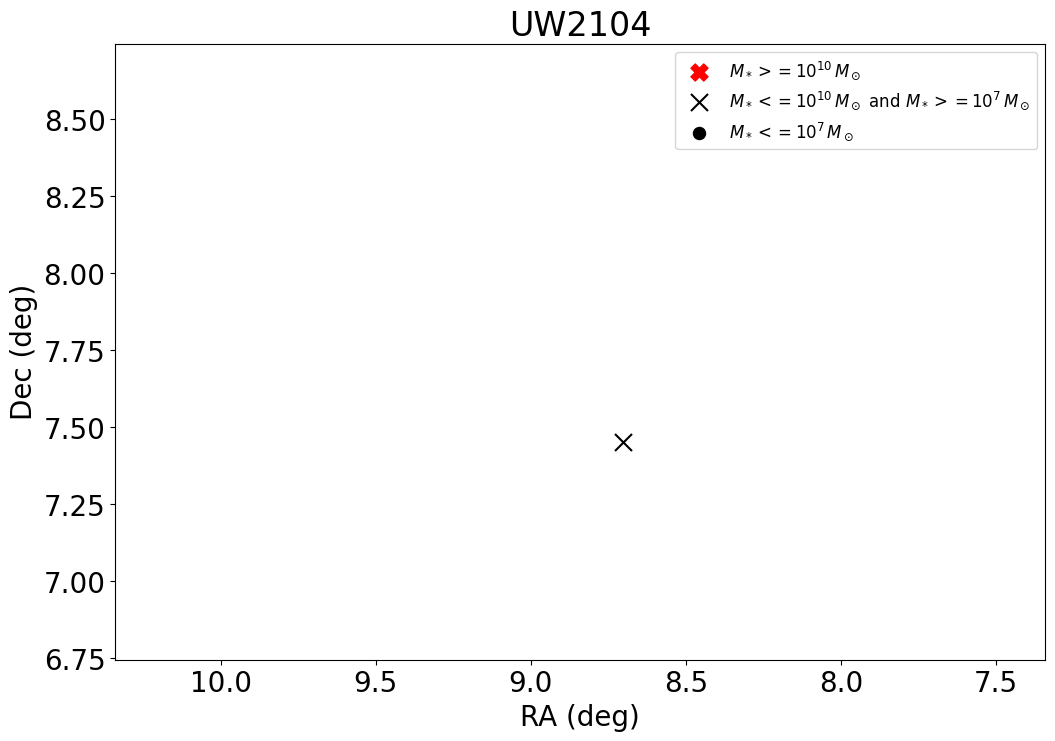 UW2104
M* >= 10^10 M⊙
M* <= 10^10 M⊙ and M* >= 10^7 M⊙
M* <= 10^7 M⊙
8.50
8.25
8.00
7.75
7.50
7.25
7.00
6.75
Dec (deg)
10.0 9.5 9.0 8.5 8.0 7.5
RA (deg)